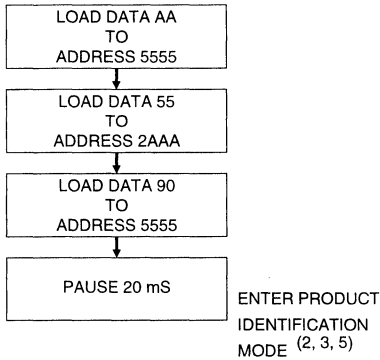 LOAD DATA AA
TO
ADDRESS 5555
LOAD DATA 55
TO
ADDRESS 2AAA
LOAD DATA 90
TO
ADDRESS 5555
PAUSE 20 mS
ENTER PRODUCT
IDENTIFICATION
MODE (2, 3, 5)